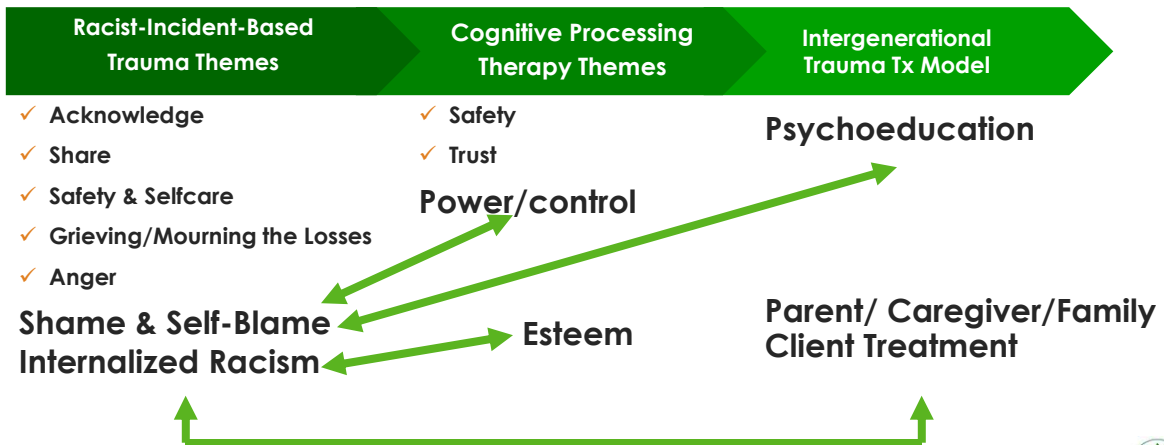 Racist-Incident-Based
Trauma Themes
Cognitive Processing
Therapy Themes
Intergenerational
Trauma Tx Model
✓ Acknowledge
✓ Share
✓ Safety & Selfcare
✓ Grieving/Mourning the Losses
✓ Anger
Shame & Self-Blame
Internalized Racism
✓ Safety
✓ Trust
Power/control
Esteem
Psychoeducation
Parent/ Caregiver/Family
Client Treatment